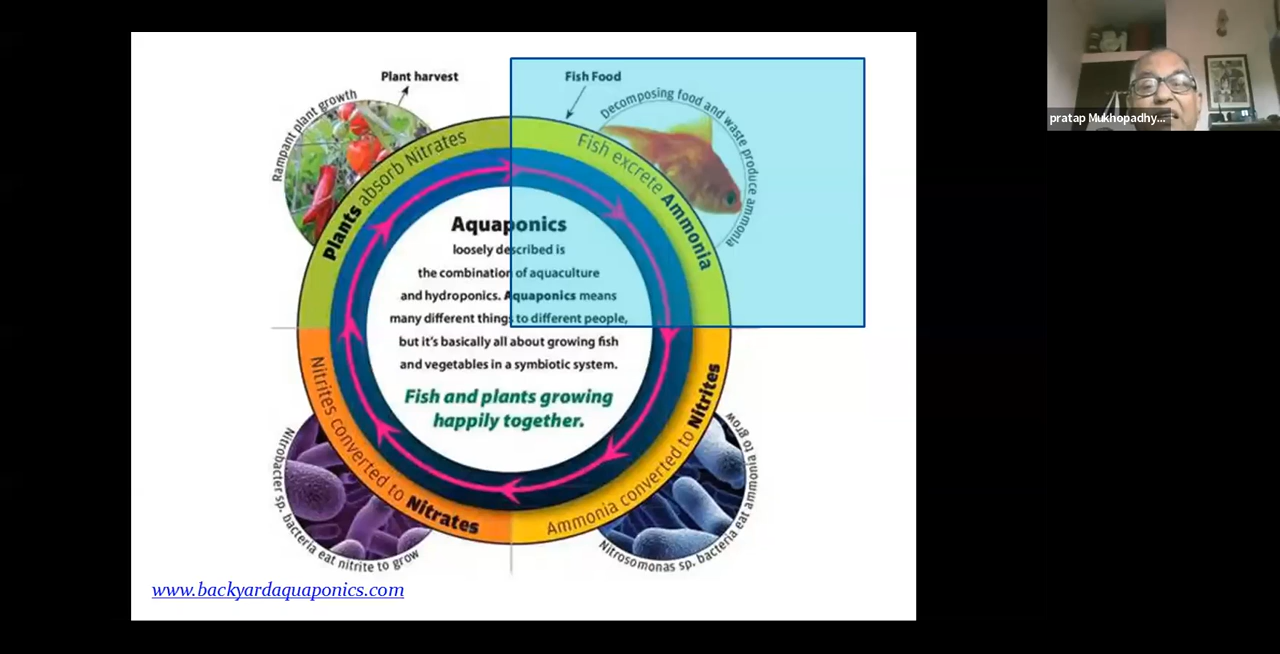 Plant harvest
Fish Food
Rampant plant growth
Decomposing food and waste produce ammonia
Plants absorb Nitrates
Fish excrete Ammonia
Aquaponics
loosely described is
the combination of aquaculture
and hydroponics. Aquaponics means
many different things to different people,
but it's basically all about growing fish
and vegetables in a symbiotic system.
Fish and plants growing
happily together.
Nitrites converted to Nitrates
Ammonia converted to Nitrites
Nitrobacter sp. bacteria eat nitrite to grow
Nitrosomonas sp. bacteria eat ammonia to grow
www.backyardaquaponics.com
pratap Mukhopadhy...